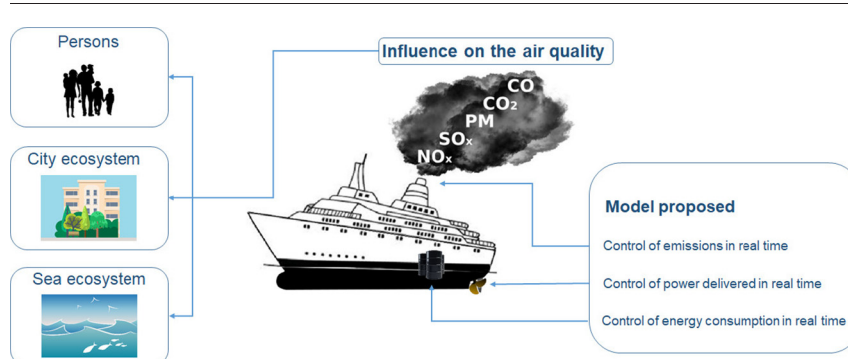 Persons
Influence on the air quality
CO
CO₂
PM
SOₓ
NOₓ
City ecosystem
Sea ecosystem
Model proposed
Control of emissions in real time
Control of power delivered in real time
Control of energy consumption in real time